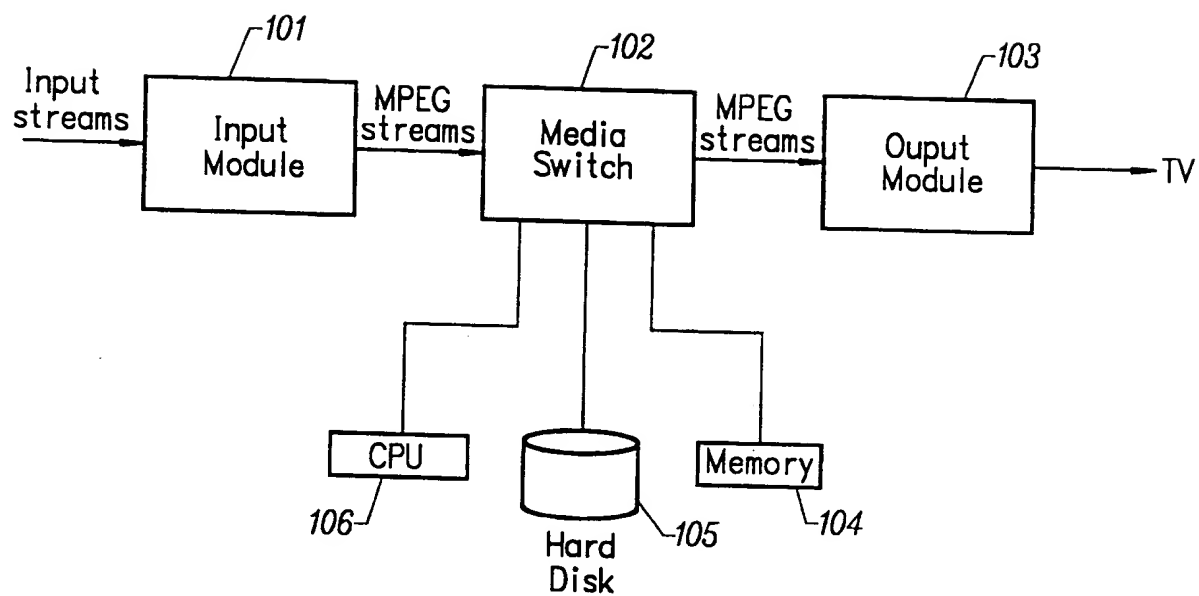 101
102
103
Input
streams
Input
Module
MPEG
streams
Media
Switch
MPEG
streams
Ouput
Module
TV
CPU
106
Hard
Disk
105
Memory
104